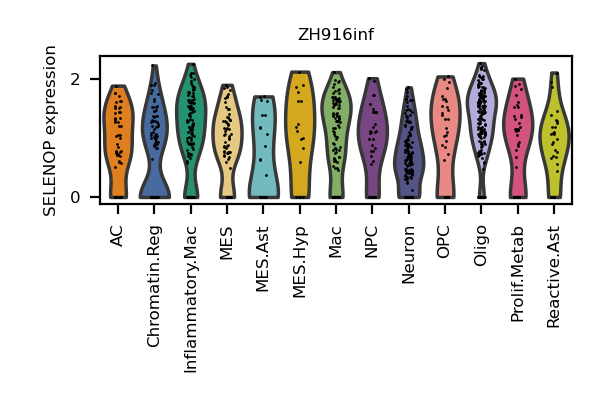 ZH916inf
SELENOP expression
2
0
AC
Chromatin.Reg
Inflammatory.Mac
MES
MES.Ast
MES.Hyp
Mac
NPC
Neuron
OPC
Oligo
Prolif.Metab
Reactive.Ast